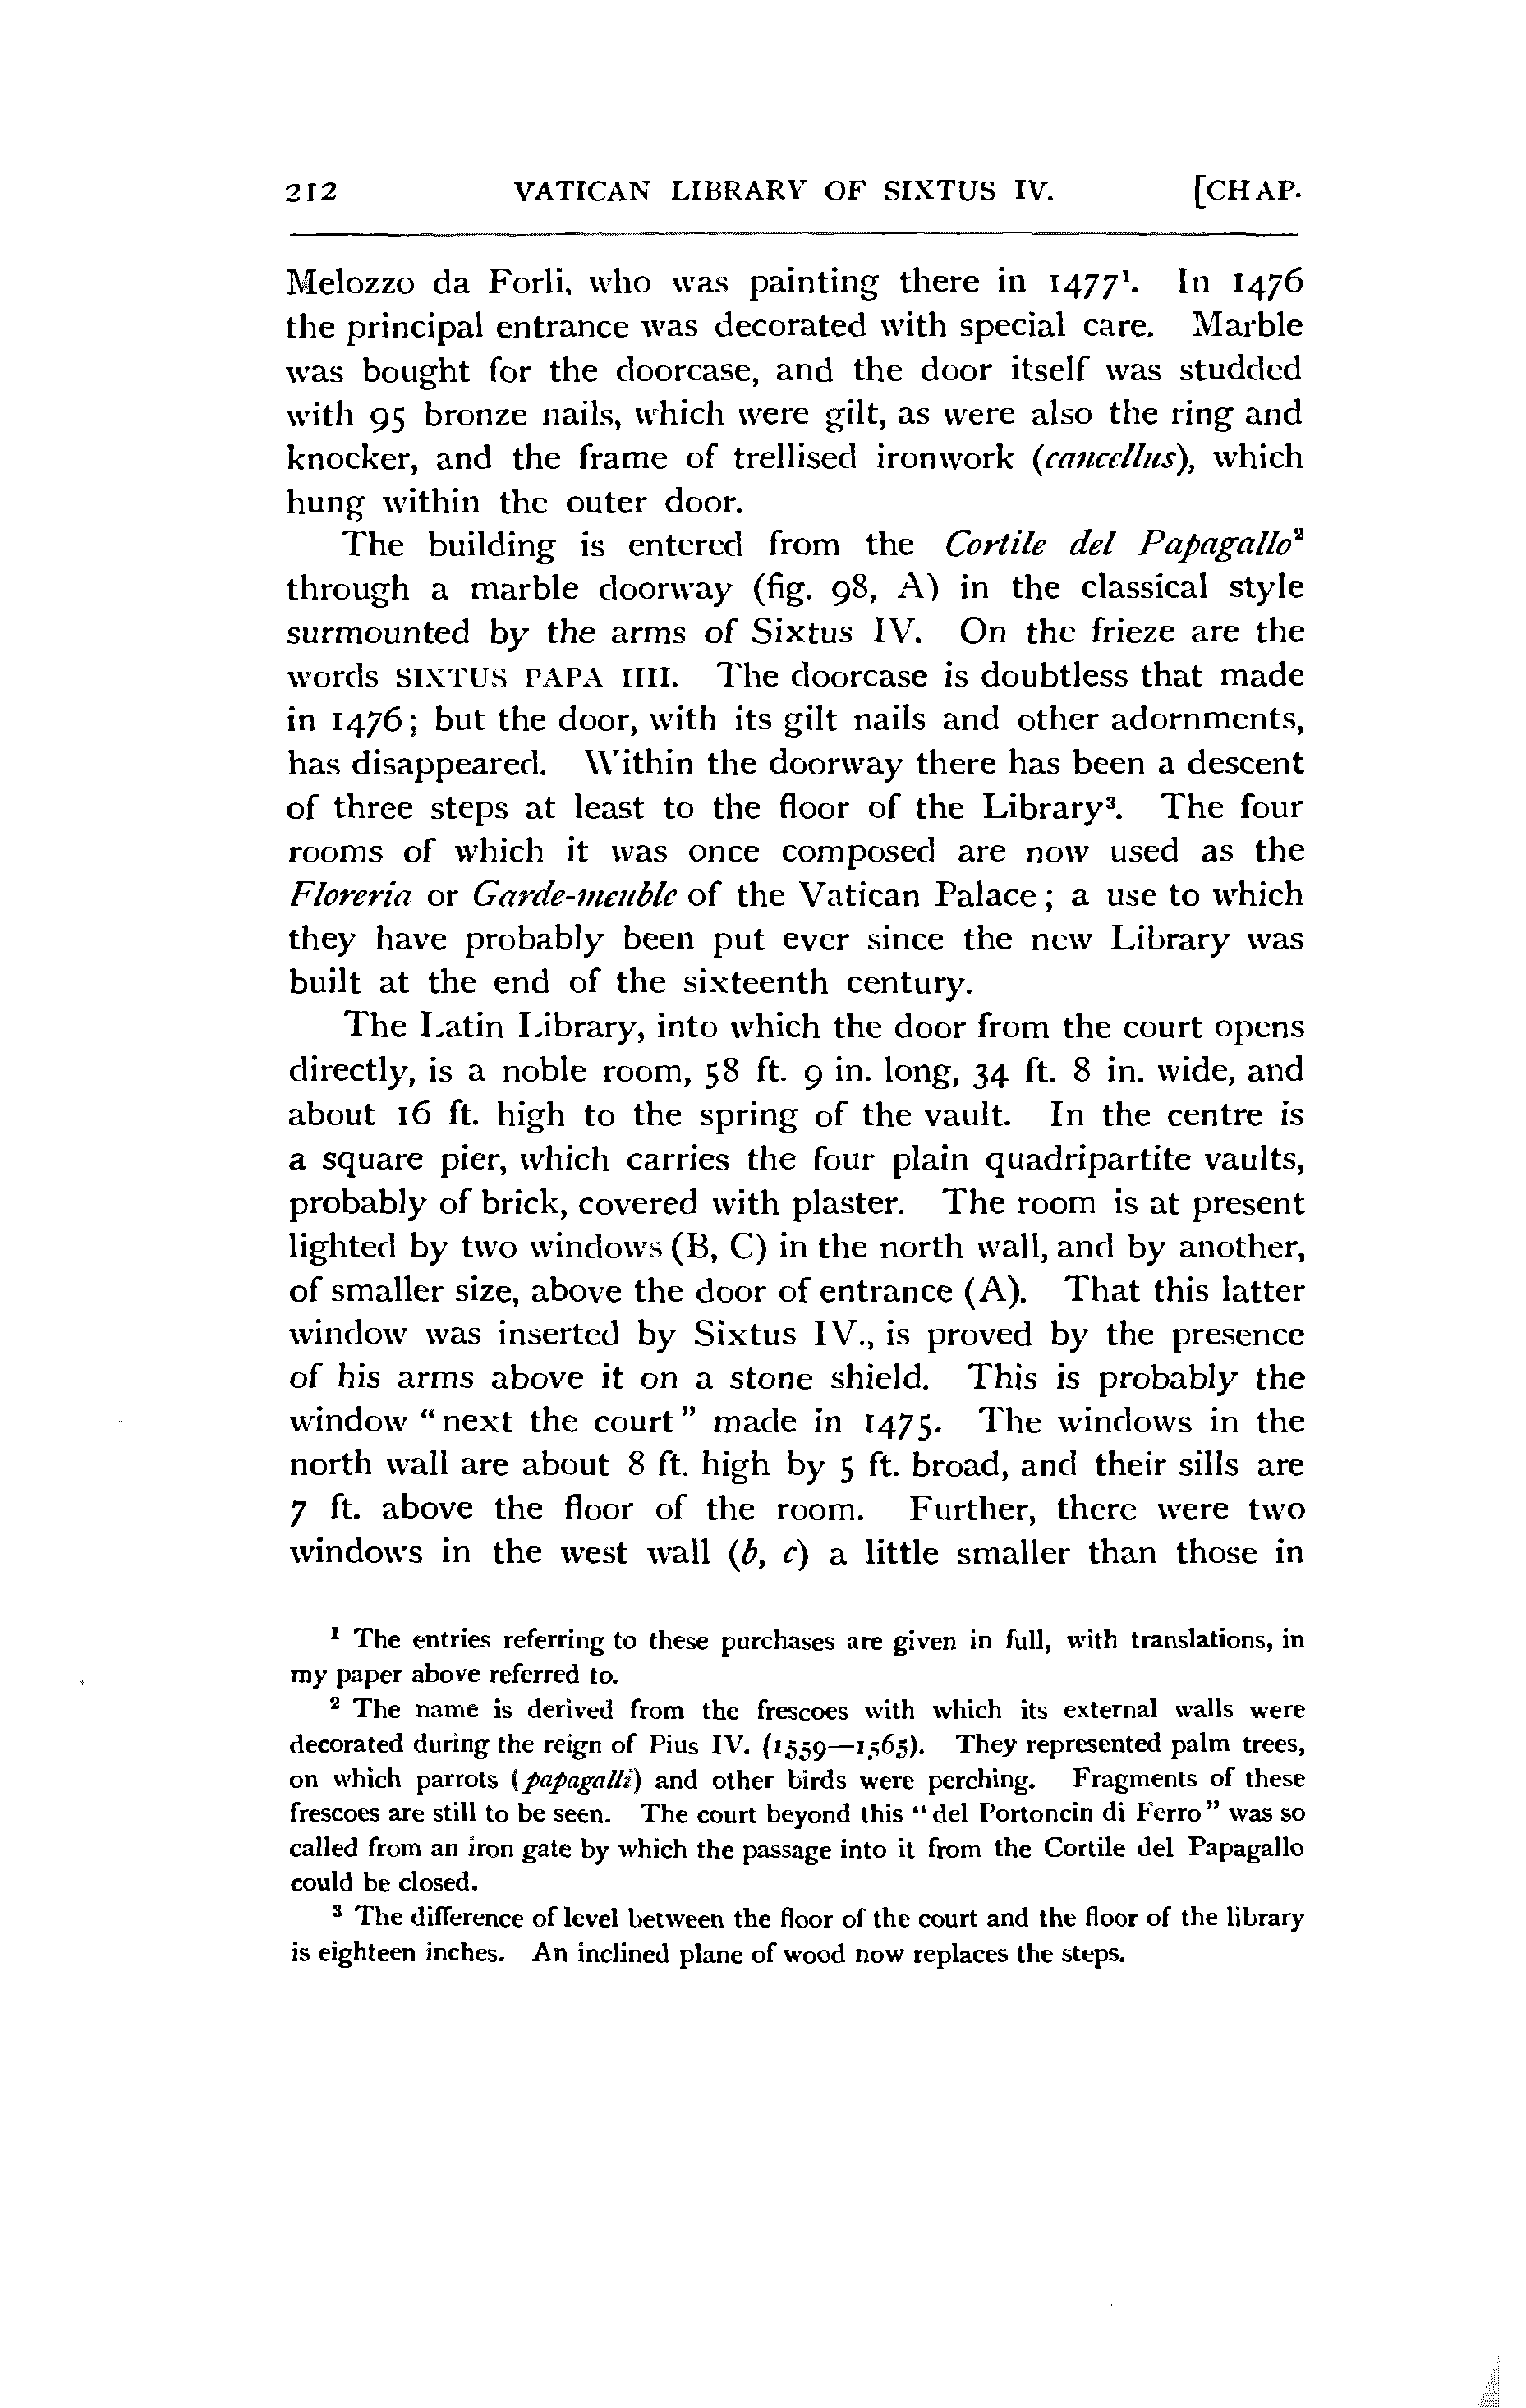 212 VATICAN LIBRARY OF SIXTUS IV. [CHAP.
Melozzo da Forli, who was painting there in 1477¹. In 1476
the principal entrance was decorated with special care. Marble
was bought for the doorcase, and the door itself was studded
with 95 bronze nails, which were gilt, as were also the ring and
knocker, and the frame of trellised ironwork (cancellus), which
hung within the outer door.
The building is entered from the Cortile del Papagallo²
through a marble doorway (fig. 98, A) in the classical style
surmounted by the arms of Sixtus IV. On the frieze are the
words SIXTUS PAPA IIII. The doorcase is doubtless that made
in 1476; but the door, with its gilt nails and other adornments,
has disappeared. Within the doorway there has been a descent
of three steps at least to the floor of the Library³. The four
rooms of which it was once composed are now used as the
Floreria or Garde-meuble of the Vatican Palace; a use to which
they have probably been put ever since the new Library was
built at the end of the sixteenth century.
The Latin Library, into which the door from the court opens
directly, is a noble room, 58 ft. 9 in. long, 34 ft. 8 in. wide, and
about 16 ft. high to the spring of the vault. In the centre is
a square pier, which carries the four plain quadripartite vaults,
probably of brick, covered with plaster. The room is at present
lighted by two windows (B, C) in the north wall, and by another,
of smaller size, above the door of entrance (A). That this latter
window was inserted by Sixtus IV., is proved by the presence
of his arms above it on a stone shield. This is probably the
window "next the court" made in 1475. The windows in the
north wall are about 8 ft. high by 5 ft. broad, and their sills are
7 ft. above the floor of the room. Further, there were two
windows in the west wall (b, c) a little smaller than those in
¹ The entries referring to these purchases are given in full, with translations, in
my paper above referred to.
² The name is derived from the frescoes with which its external walls were
decorated during the reign of Pius IV. (1559—1565). They represented palm trees,
on which parrots (papagalli) and other birds were perching. Fragments of these
frescoes are still to be seen. The court beyond this "del Portoncin di Ferro" was so
called from an iron gate by which the passage into it from the Cortile del Papagallo
could be closed.
³ The difference of level between the floor of the court and the floor of the library
is eighteen inches. An inclined plane of wood now replaces the steps.